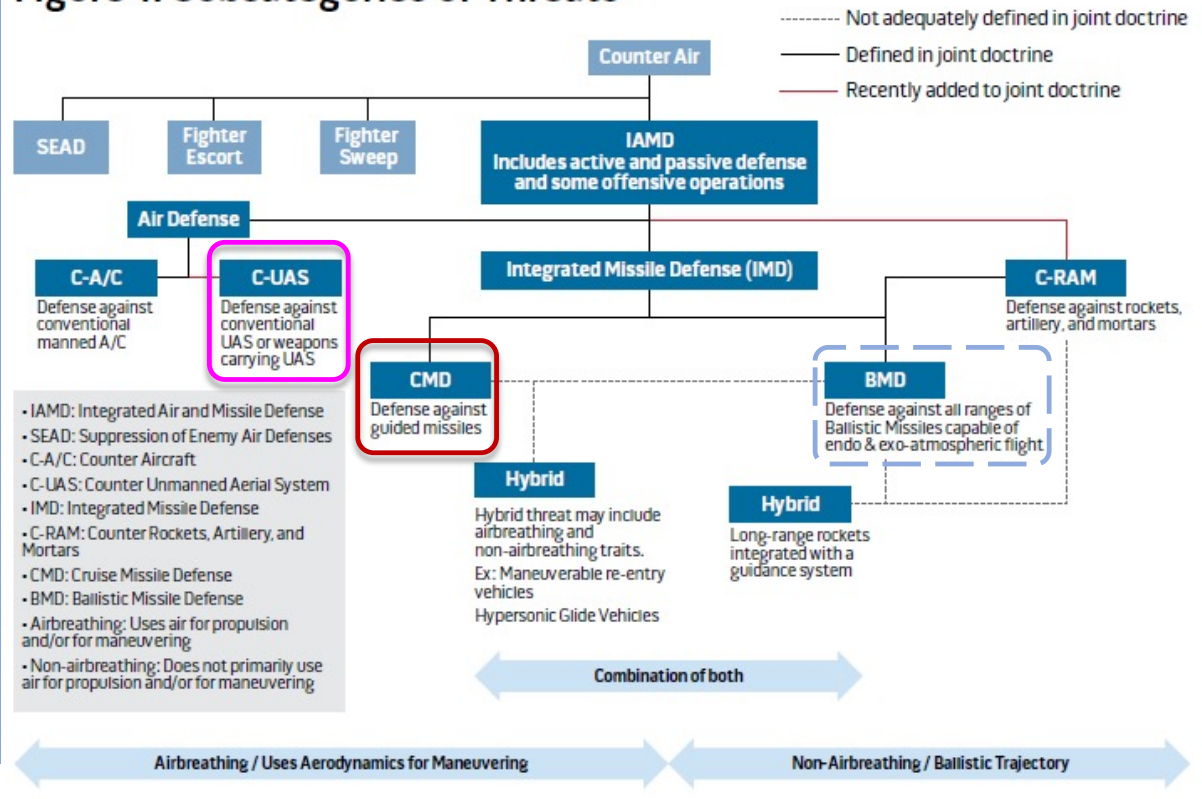 Figure 1. Subcategories of Threats
Not adequately defined in joint doctrine
Defined in joint doctrine
Recently added to joint doctrine
Counter Air
SEAD
Fighter
Escort
Fighter
Sweep
IAMD
Includes active and passive defense
and some offensive operations
Air Defense
C-A/C
Defense against
conventional
manned A/C
C-UAS
Defense against
conventional
UAS or weapons
carrying UAS
Integrated Missile Defense (IMD)
C-RAM
Defense against rockets,
artillery, and mortars
CMD
Defense against
guided missiles
BMD
Defense against all ranges of
Ballistic Missiles capable of
endo & exo-atmospheric flight
Hybrid
Hybrid threat may include
airbreathing and
non-airbreathing traits.
Ex: Maneuverable re-entry
vehicles
Hypersonic Glide Vehicles
Hybrid
Long-range rockets
integrated with a
guidance system
• IAMD: Integrated Air and Missile Defense
• SEAD: Suppression of Enemy Air Defenses
• C-A/C: Counter Aircraft
• C-UAS: Counter Unmanned Aerial System
• IMD: Integrated Missile Defense
• C-RAM: Counter Rockets, Artillery, and
Mortars
• CMD: Cruise Missile Defense
• BMD: Ballistic Missile Defense
• Airbreathing: Uses air for propulsion
and/or for maneuvering
• Non-airbreathing: Does not primarily use
air for propulsion and/or for maneuvering
Combination of both
Airbreathing / Uses Aerodynamics for Maneuvering
Non-Airbreathing / Ballistic Trajectory